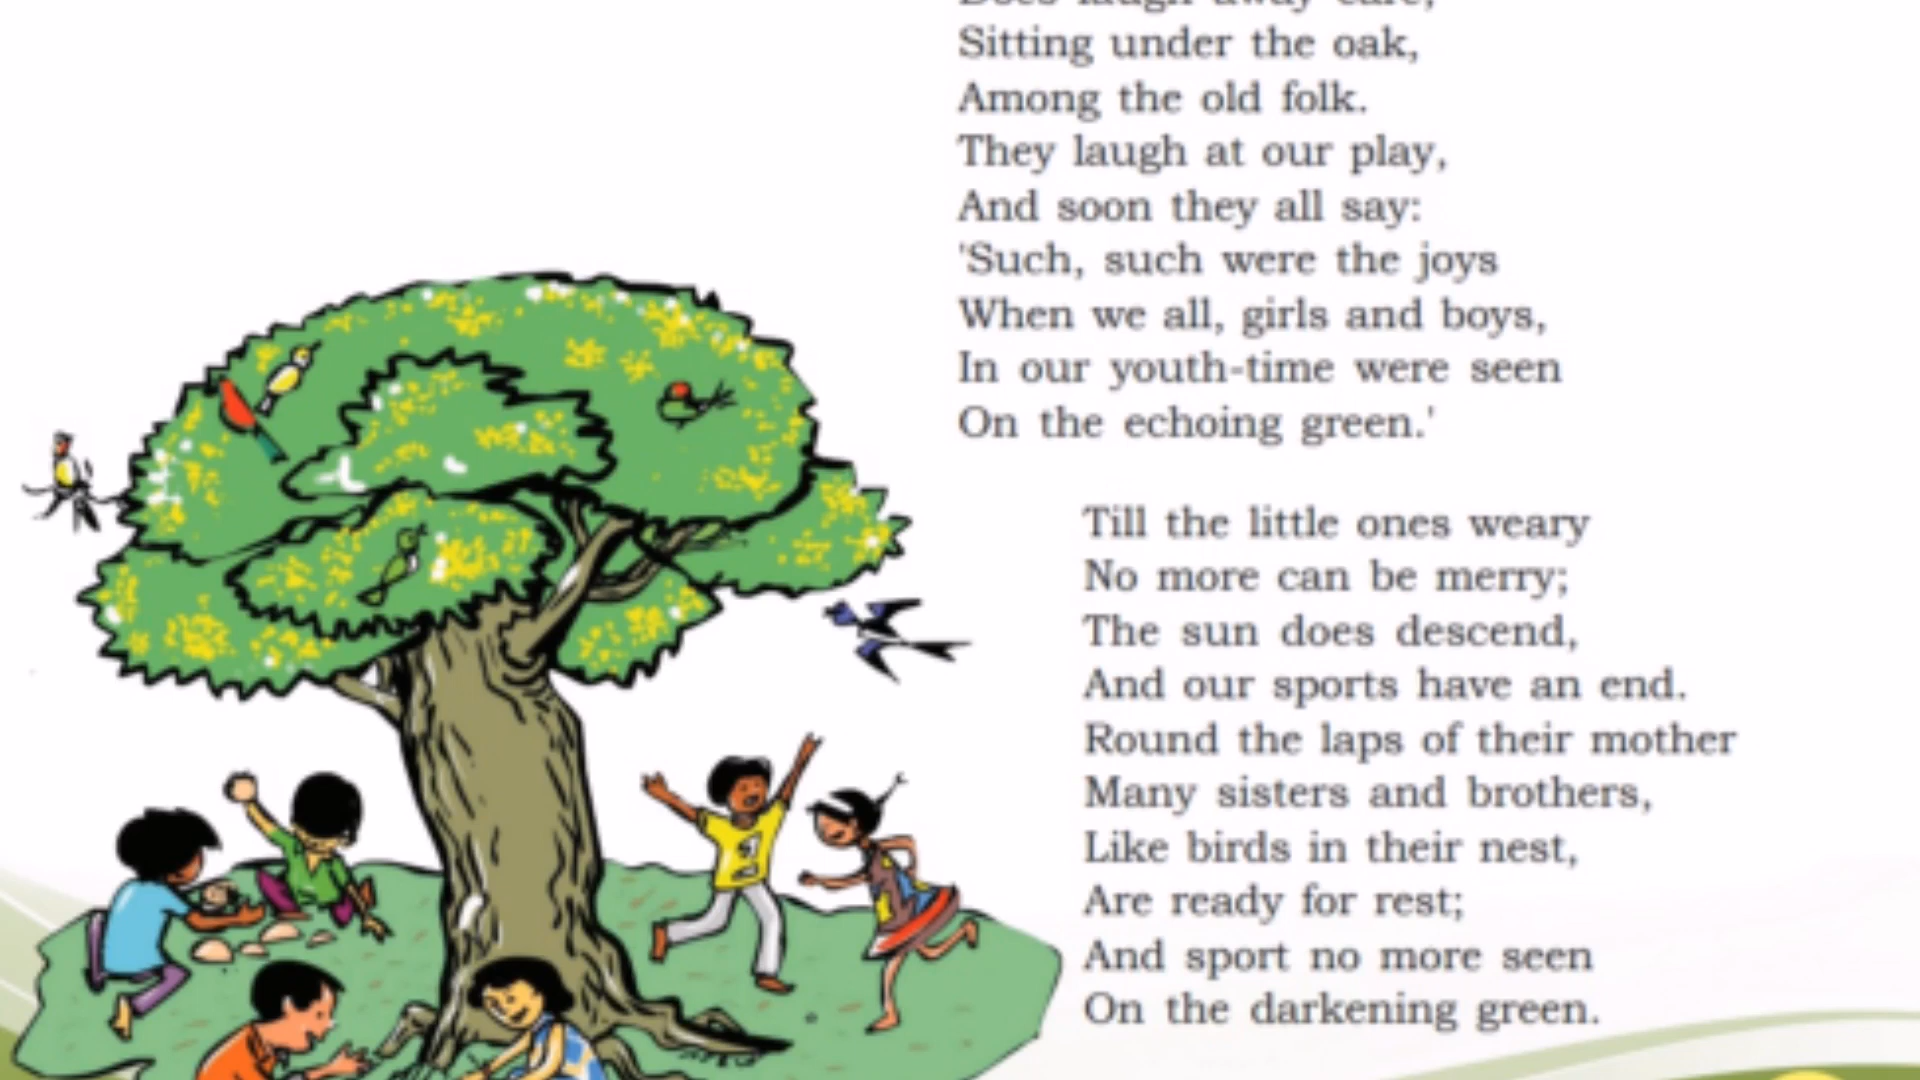 Does laugh away care,
Sitting under the oak,
Among the old folk.
They laugh at our play,
And soon they all say:
'Such, such were the joys
When we all, girls and boys,
In our youth-time were seen
On the echoing green.'
Till the little ones weary
No more can be merry;
The sun does descend,
And our sports have an end.
Round the laps of their mother
Many sisters and brothers,
Like birds in their nest,
Are ready for rest;
And sport no more seen
On the darkening green.